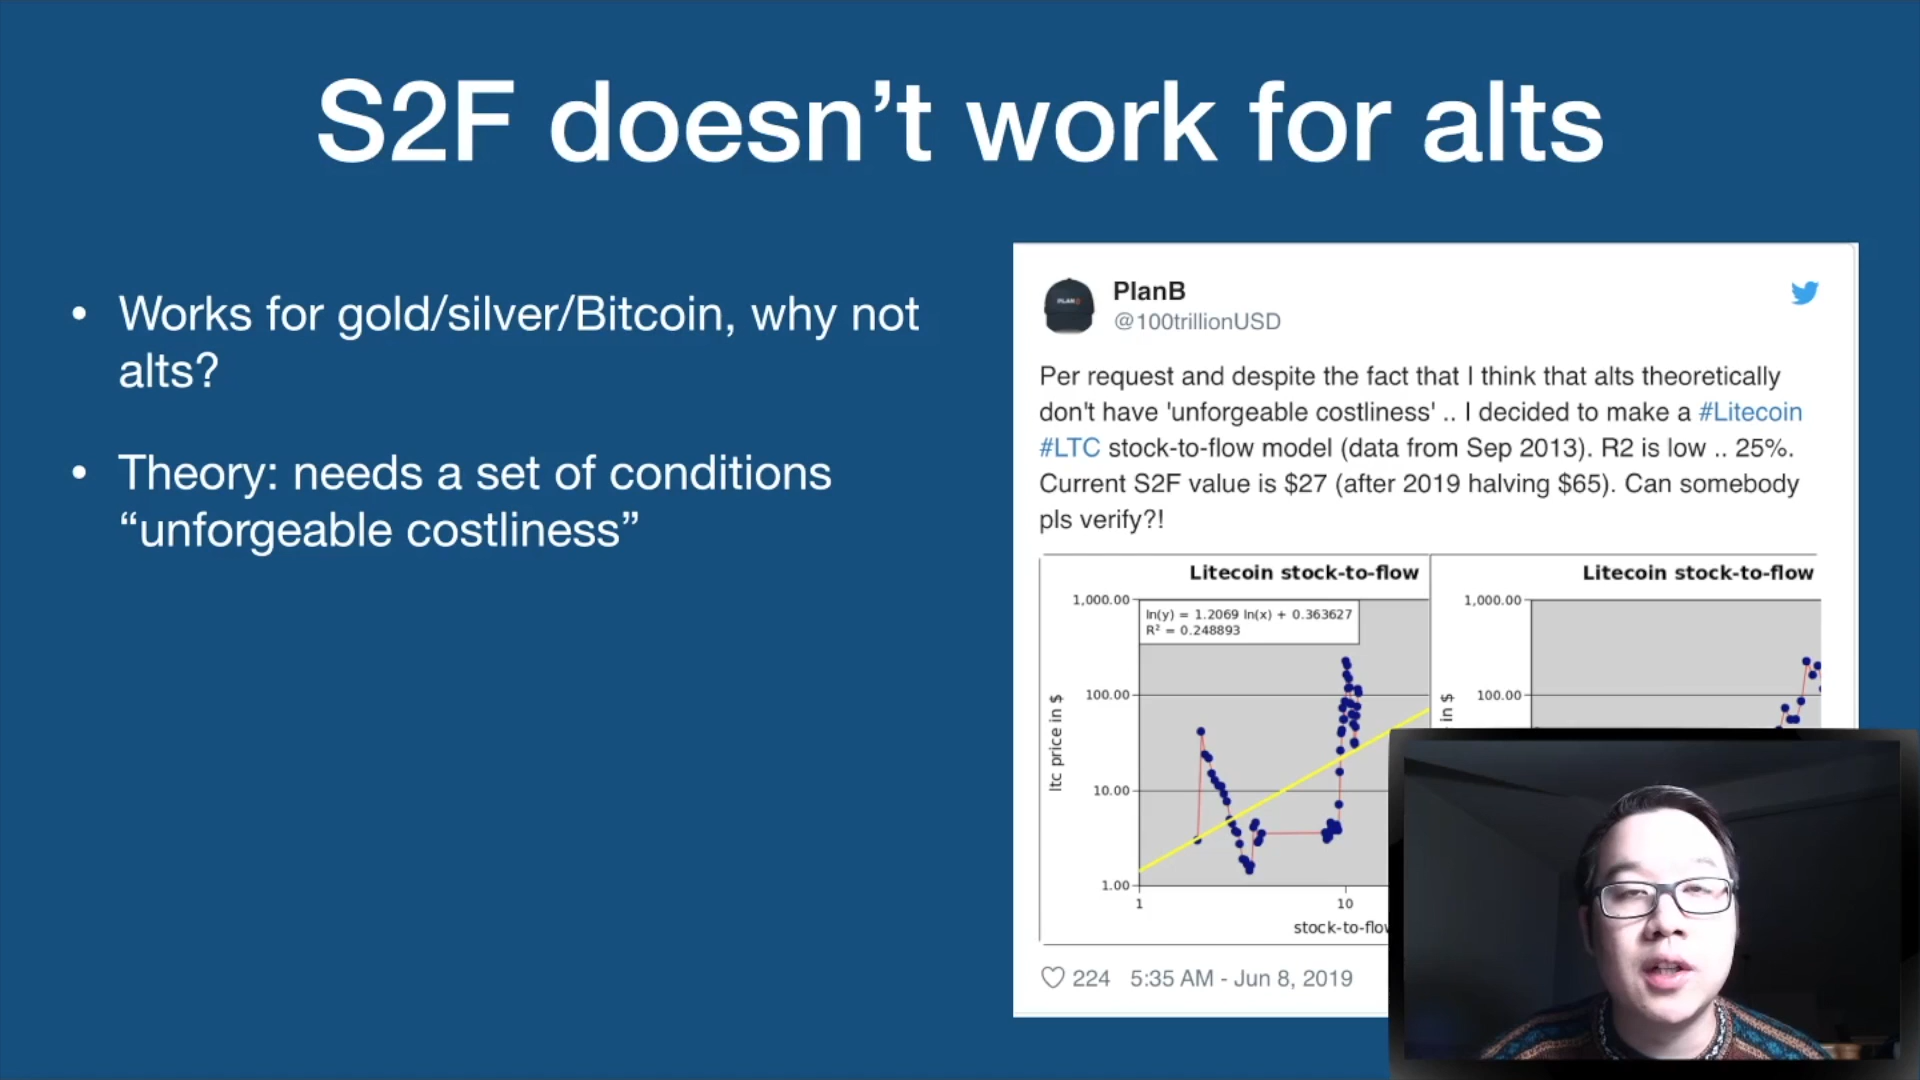 S2F doesn’t work for alts
• Works for gold/silver/Bitcoin, why not
alts?
• Theory: needs a set of conditions
“unforgeable costliness”
PlanB
@100trillionUSD
Per request and despite the fact that I think that alts theoretically
don't have 'unforgeable costliness' .. I decided to make a #Litecoin
#LTC stock-to-flow model (data from Sep 2013). R2 is low .. 25%.
Current S2F value is $27 (after 2019 halving $65). Can somebody
pls verify?!
Litecoin stock-to-flow
1,000.00
ln(y) = 1.2069 ln(x) + 0.363627
R² = 0.248893
100.00
ltc price in $
10.00
1.00
1
10
stock-to-flo
Litecoin stock-to-flow
1,000.00
100.00
in $
224 5:35 AM - Jun 8, 2019